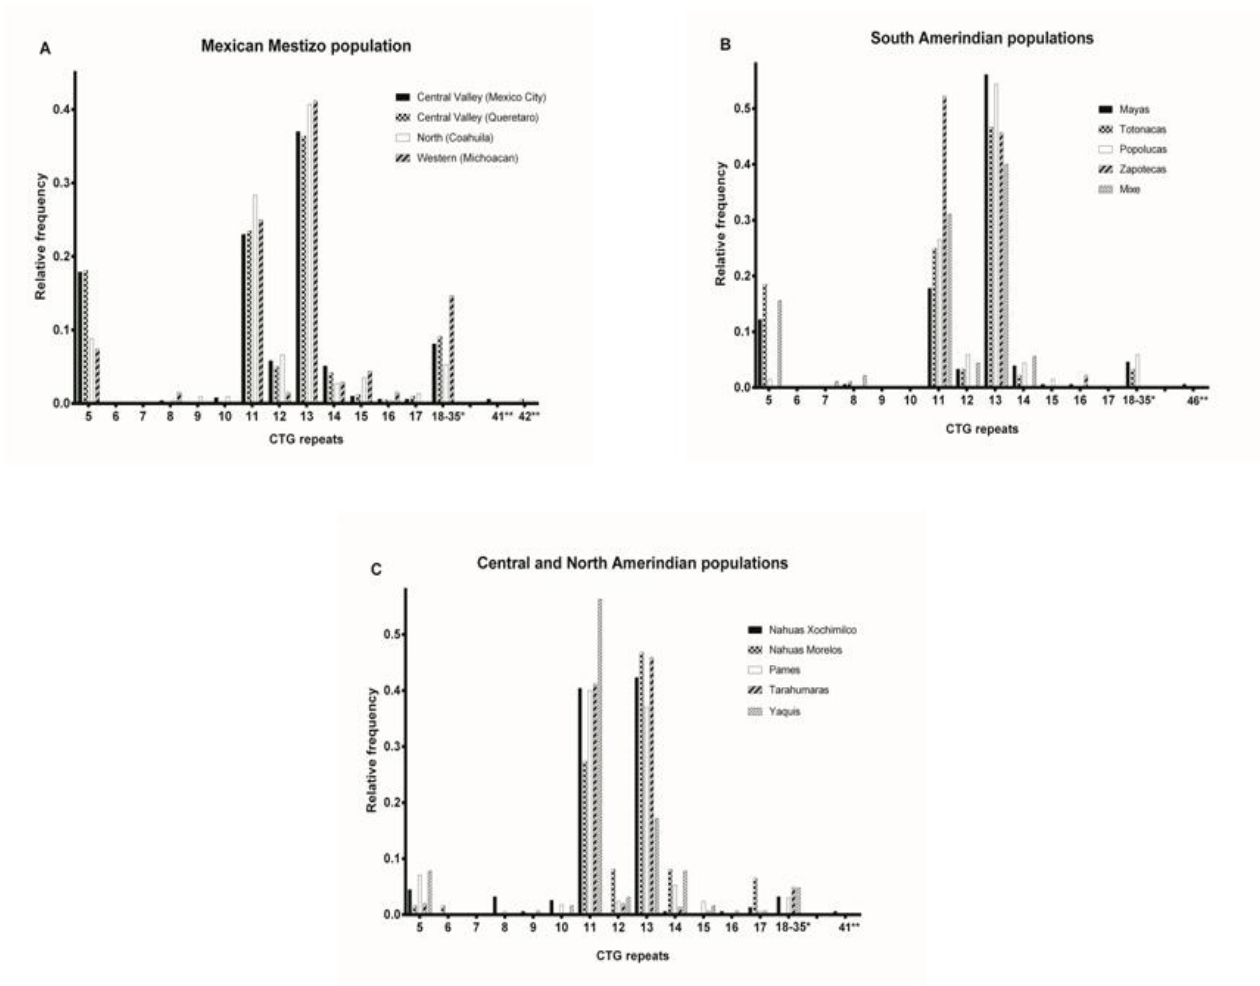 A
Mexican Mestizo population
Relative frequency
0.4
0.3
0.2
0.1
0.0
Central Valley (Mexico City)
Central Valley (Queretaro)
North (Coahuila)
Western (Michoacan)
5 6 7 8 9 10 11 12 13 14 15 16 17 18-35* 41** 42**
CTG repeats
B
South Amerindian populations
Relative frequency
0.5
0.4
0.3
0.2
0.1
0.0
Mayas
Totonacas
Popolucas
Zapotecas
Mixe
5 6 7 8 9 10 11 12 13 14 15 16 17 18-35* 46**
CTG repeats
C
Central and North Amerindian populations
Relative frequency
0.5
0.4
0.3
0.2
0.1
0.0
Nahuas Xochimilco
Nahuas Morelos
Pames
Tarahumaras
Yaquis
5 6 7 8 9 10 11 12 13 14 15 16 17 18-35* 41**
CTG repeats